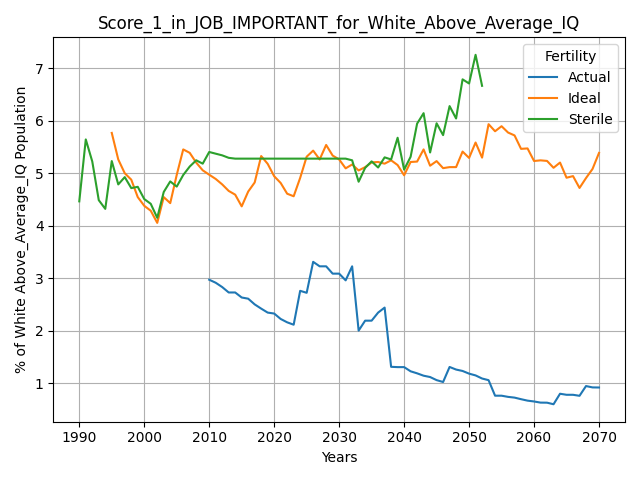 Score_1_in_JOB_IMPORTANT_for_White_Above_Average_IQ
% of White Above_Average_IQ Population
7
6
5
4
3
2
1
Fertility
Actual
Ideal
Sterile
1990 2000 2010 2020 2030 2040 2050 2060 2070
Years